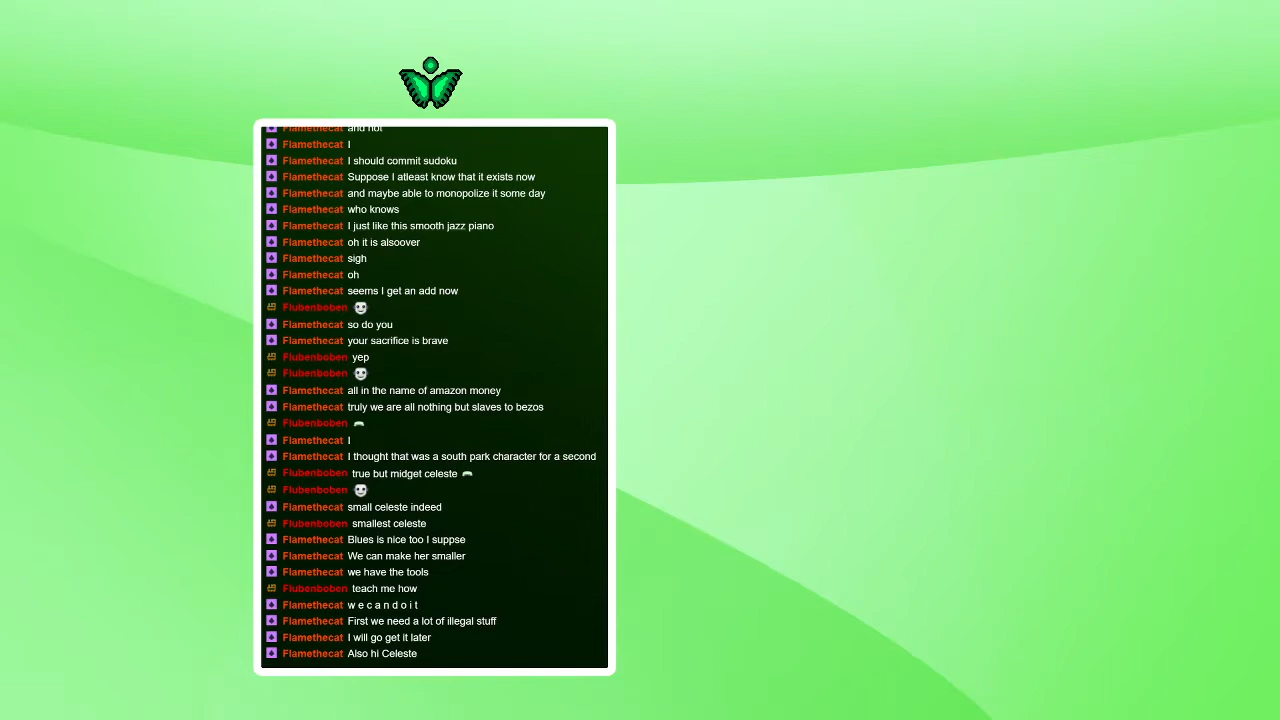 Flamethecat and not
Flamethecat I
Flamethecat I should commit sudoku
Flamethecat Suppose I atleast know that it exists now
Flamethecat and maybe able to monopolize it some day
Flamethecat who knows
Flamethecat I just like this smooth jazz piano
Flamethecat oh it is alsoover
Flamethecat sigh
Flamethecat oh
Flamethecat seems I get an add now
Flubenboben
Flamethecat so do you
Flamethecat your sacrifice is brave
Flubenboben yep
Flubenboben
Flamethecat all in the name of amazon money
Flamethecat truly we are all nothing but slaves to bezos
Flubenboben
Flamethecat I
Flamethecat I thought that was a south park character for a second
Flubenboben true but midget celeste
Flubenboben
Flamethecat small celeste indeed
Flubenboben smallest celeste
Flamethecat Blues is nice too I suppse
Flamethecat We can make her smaller
Flamethecat we have the tools
Flubenboben teach me how
Flamethecat w e c a n d o i t
Flamethecat First we need a lot of illegal stuff
Flamethecat I will go get it later
Flamethecat Also hi Celeste